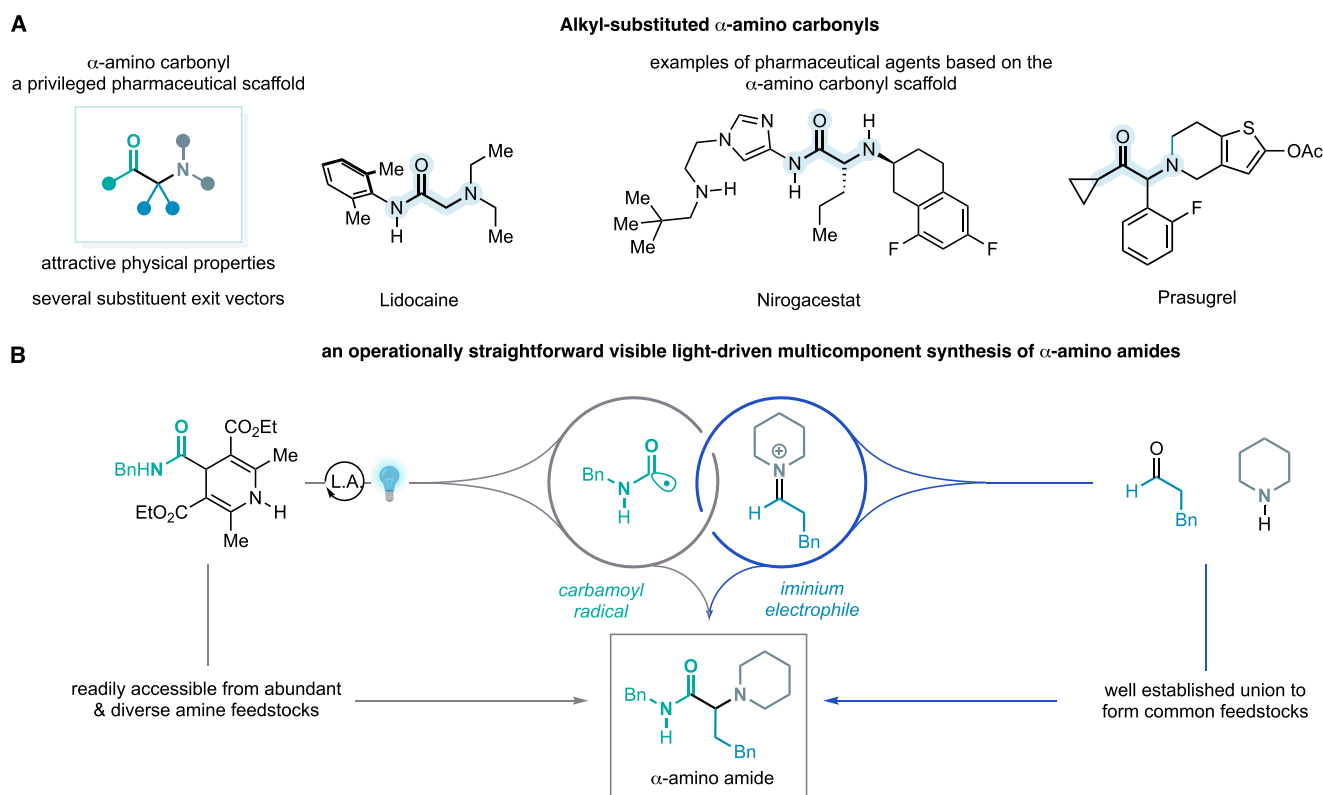 A
Alkyl-substituted α-amino carbonyls
α-amino carbonyl
a privileged pharmaceutical scaffold
O
N
attractive physical properties
several substituent exit vectors
Me
Me
O
N
H
N
Me
Me
Lidocaine
examples of pharmaceutical agents based on the
α-amino carbonyl scaffold
N
N
N–H
Me
Me
Me
O
N
H
H
N
Me
F
F
Nirogacestat
O
N
S
OAc
F
Prasugrel
B
an operationally straightforward visible light-driven multicomponent synthesis of α-amino amides
O
BnHN
CO2Et
Me
N
H
EtO2C
Me
L.A.
O
Bn
N
H
carbamoyl
radical
+
N
H
Bn
iminium
electrophile
O
H
Bn
N
H
readily accessible from abundant
& diverse amine feedstocks
O
Bn
N
H
N
Bn
α-amino amide
well established union to
form common feedstocks